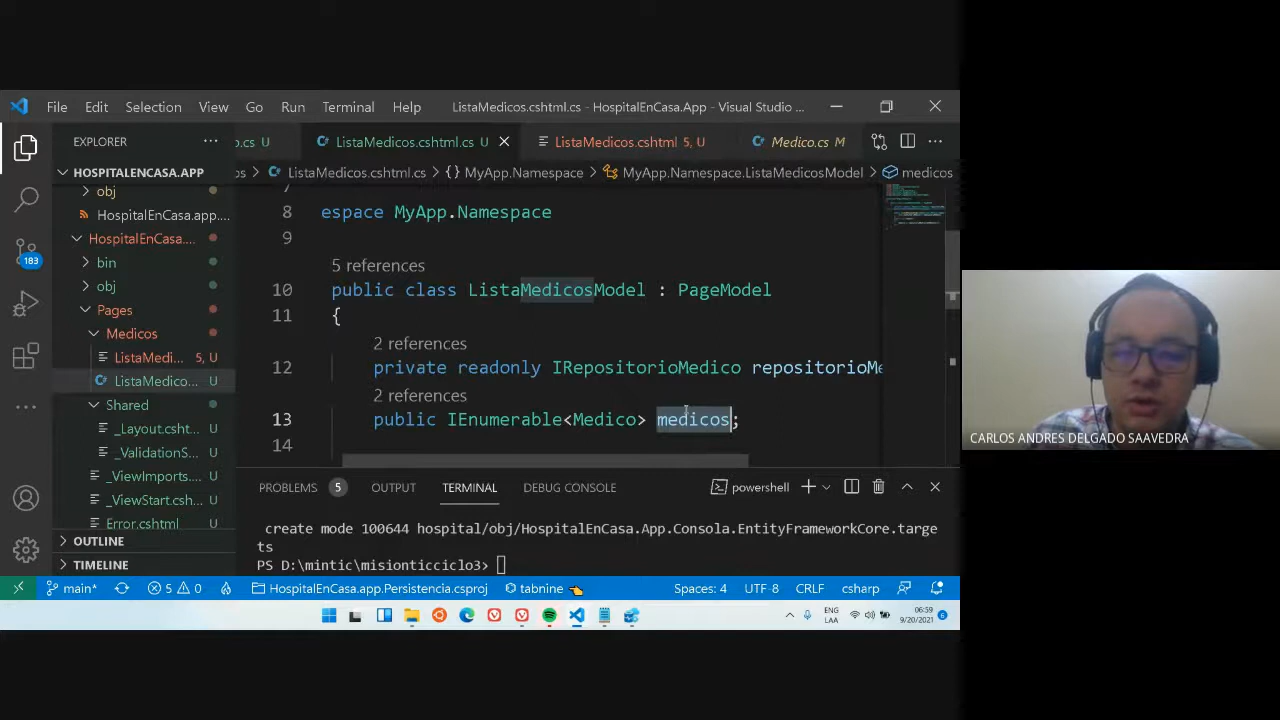 File Edit Selection View Go Run Terminal Help ListaMedicos.cshtml.cs - HospitalEnCasa.App - Visual Studio ...
EXPLORER ...
o.cs U ListaMedicos.cshtml.cs U ListaMedicos.cshtml 5, U Medico.cs M ...
HOSPITALENCASA.APP
os ListaMedicos.cshtml.cs {} MyApp.Namespace MyApp.Namespace.ListaMedicosModel medicos
obj
HospitalEnCasa.app....
HospitalEnCasa....
bin
obj
Pages
Medicos
ListaMedi... 5, U
ListaMedico... U
Shared
_Layout.csht... U
_ValidationS... U
_ViewImports.... U
_ViewStart.csh... U
Error.cshtml U
OUTLINE
TIMELINE
183
7
8 espace MyApp.Namespace
9
5 references
10 public class ListaMedicosModel : PageModel
11 {
2 references
12 private readonly IRepositorioMedico repositorioMe
2 references
13 public IEnumerable<Medico> medicos;
14
PROBLEMS 5 OUTPUT TERMINAL DEBUG CONSOLE powershell
create mode 100644 hospital/obj/HospitalEnCasa.App.Consola.EntityFrameworkCore.targe
ts
PS D:\mintic\misionticciclo3>
main* 5 0 HospitalEnCasa.app.Persistencia.csproj tabnine Spaces: 4 UTF-8 CRLF csharp
ENG
LAA
06:59
9/20/2021
6
CARLOS ANDRES DELGADO SAAVEDRA